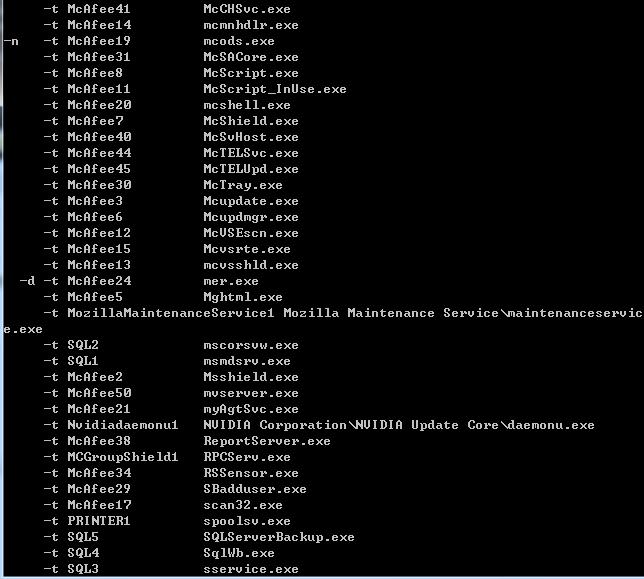 -t McAfee41 McCHSvc.exe
-t McAfee14 mcmnhdlr.exe
-n -t McAfee19 mcods.exe
-t McAfee31 McSACore.exe
-t McAfee8 McScript.exe
-t McAfee11 McScript_InUse.exe
-t McAfee20 mcshell.exe
-t McAfee7 McShield.exe
-t McAfee40 McSvHost.exe
-t McAfee44 McTELSvc.exe
-t McAfee45 McTELUpd.exe
-t McAfee30 McTray.exe
-t McAfee3 Mcupdate.exe
-t McAfee6 Mcupdmgr.exe
-t McAfee12 McVSEscn.exe
-t McAfee15 Mcvsrte.exe
-t McAfee13 mcvsshld.exe
-d -t McAfee24 mer.exe
-t McAfee5 Mghtml.exe
-t MozillaMaintenanceService1 Mozilla Maintenance Service\maintenanceservic
e.exe
-t SQL2 mscorsvw.exe
-t SQL1 msmdsrv.exe
-t McAfee2 Msshield.exe
-t McAfee50 mvserver.exe
-t McAfee21 myAgtSvc.exe
-t Nvidiadaemonu1 NVIDIA Corporation\NVIDIA Update Core\daemonu.exe
-t McAfee38 ReportServer.exe
-t MCGroupShield1 RPCServ.exe
-t McAfee34 RSSensor.exe
-t McAfee29 SBadduser.exe
-t McAfee17 scan32.exe
-t PRINTER1 spoolsv.exe
-t SQL5 SQLServerBackup.exe
-t SQL4 SqlWb.exe
-t SQL3 sservice.exe